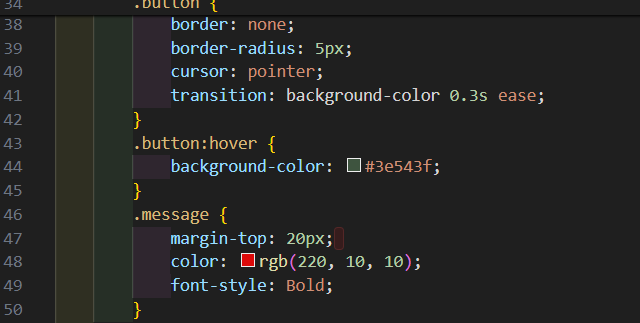 34 .button {
38 border: none;
39 border-radius: 5px;
40 cursor: pointer;
41 transition: background-color 0.3s ease;
42 }
43 .button:hover {
44 background-color: #3e543f;
45 }
46 .message {
47 margin-top: 20px;
48 color: rgb(220, 10, 10);
49 font-style: Bold;
50 }